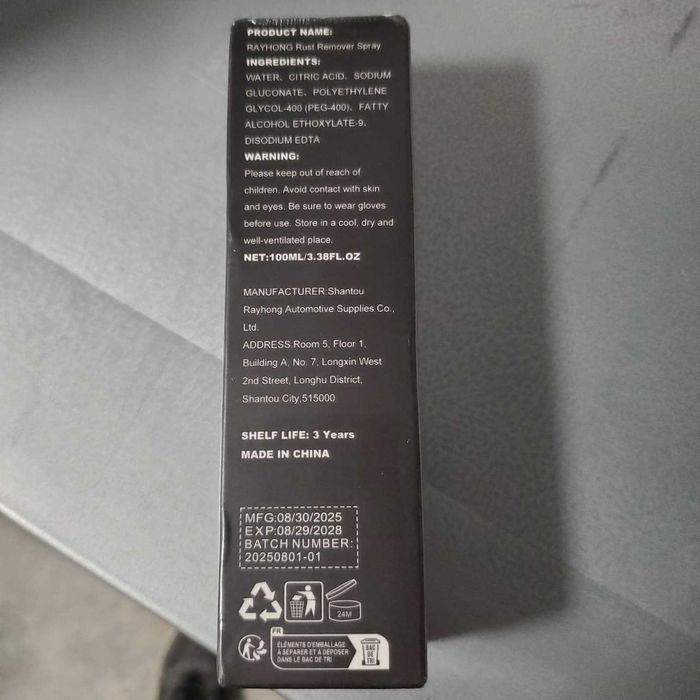 PRODUCT NAME:
RAYHONG Rust Remover Spray
INGREDIENTS:
WATER、CITRIC ACID、SODIUM
GLUCONATE、POLYETHYLENE
GLYCOL-400 (PEG-400)、FATTY
ALCOHOL ETHOXYLATE-9、
DISODIUM EDTA
WARNING:
Please keep out of reach of
children. Avoid contact with skin
and eyes. Be sure to wear gloves
before use. Store in a cool, dry and
well-ventilated place.
NET:100ML/3.38FL.OZ
MANUFACTURER:Shantou
Rayhong Automotive Supplies Co.,
Ltd.
ADDRESS:Room 5, Floor 1,
Building A, No. 7, Longxin West
2nd Street, Longhu District,
Shantou City,515000
SHELF LIFE: 3 Years
MADE IN CHINA
MFG:08/30/2025
EXP:08/29/2028
BATCH NUMBER:
20250801-01
24M
FR
ÉLÉMENTS D'EMBALLAGE
À SÉPARER ET À DÉPOSER
DANS LE BAC DE TRI
BAC
DE
TRI